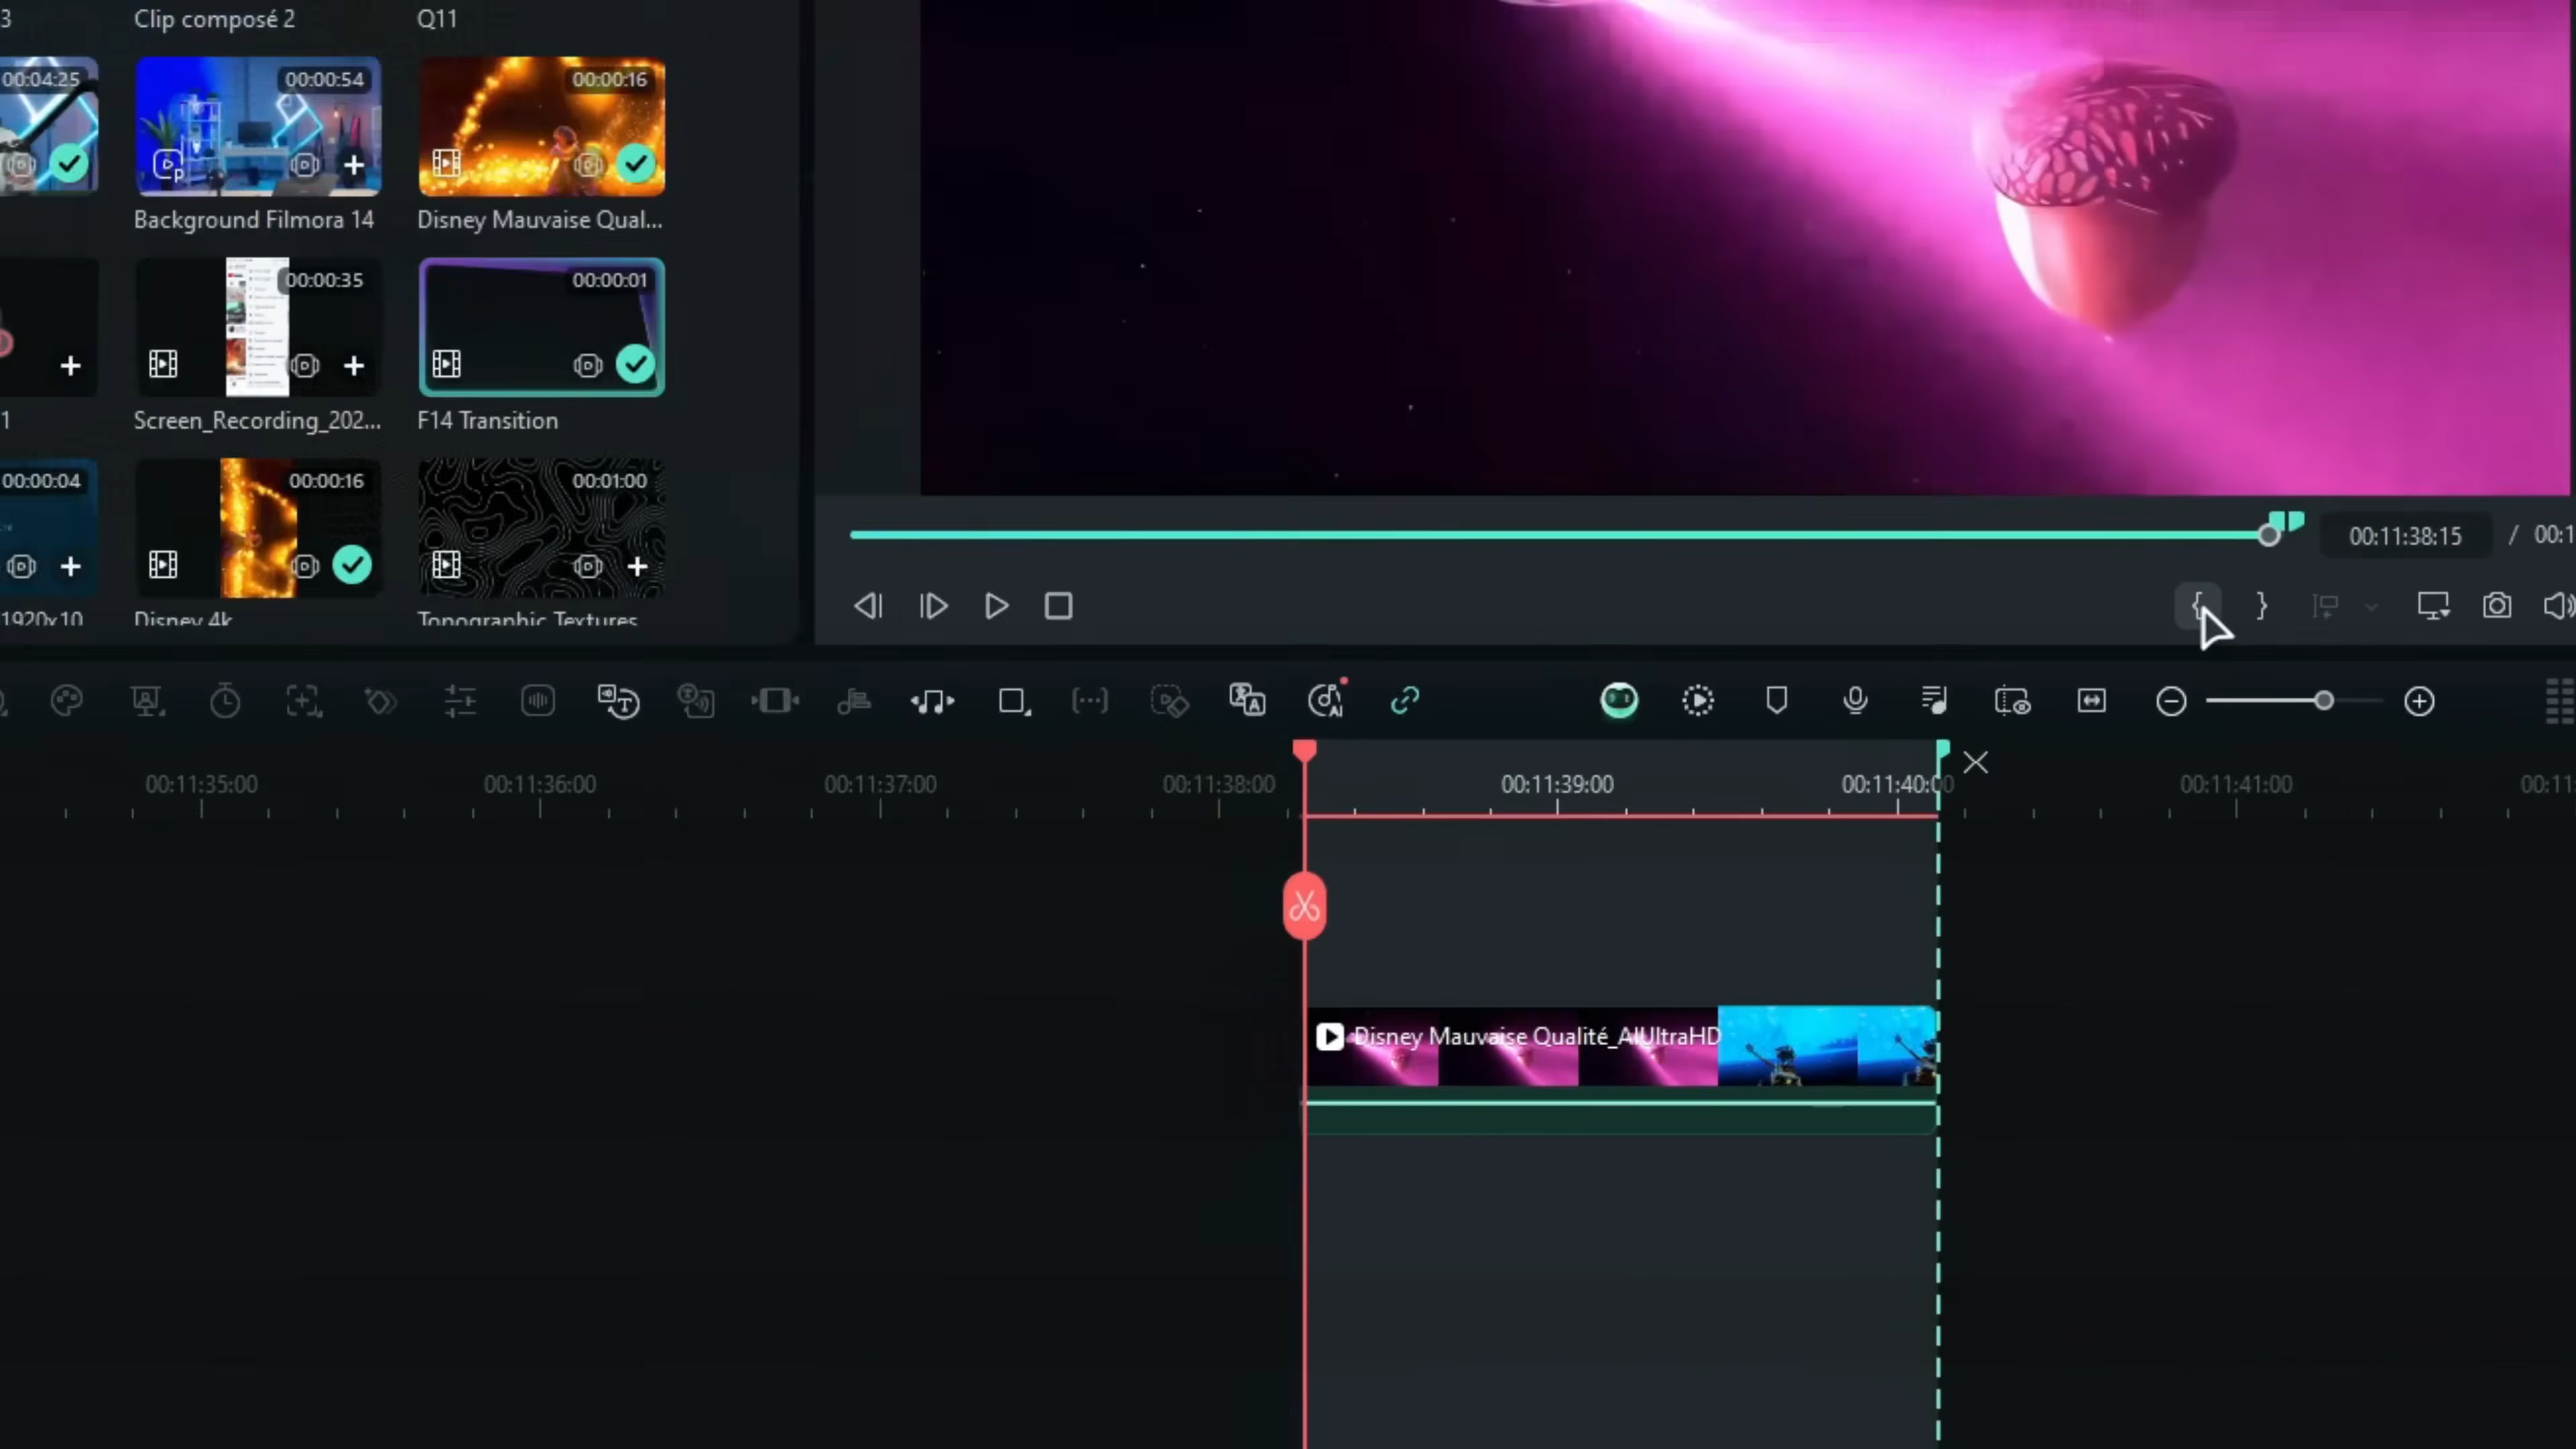 3
Clip composé 2
Q11
00:04:25
00:00:54
00:00:16
Background Filmora 14
Disney Mauvaise Qual...
00:00:35
00:00:01
1
Screen_Recording_202...
F14 Transition
00:00:04
00:00:16
00:01:00
1920x10
Disney 4k
Topographic Textures
00:11:38:15
/ 00:1
{
}
T
A
AI
00:11:35:00
00:11:36:00
00:11:37:00
00:11:38:00
00:11:39:00
00:11:40:00
00:11:41:00
00:11:
Disney Mauvaise Qualité_AIUltraHD